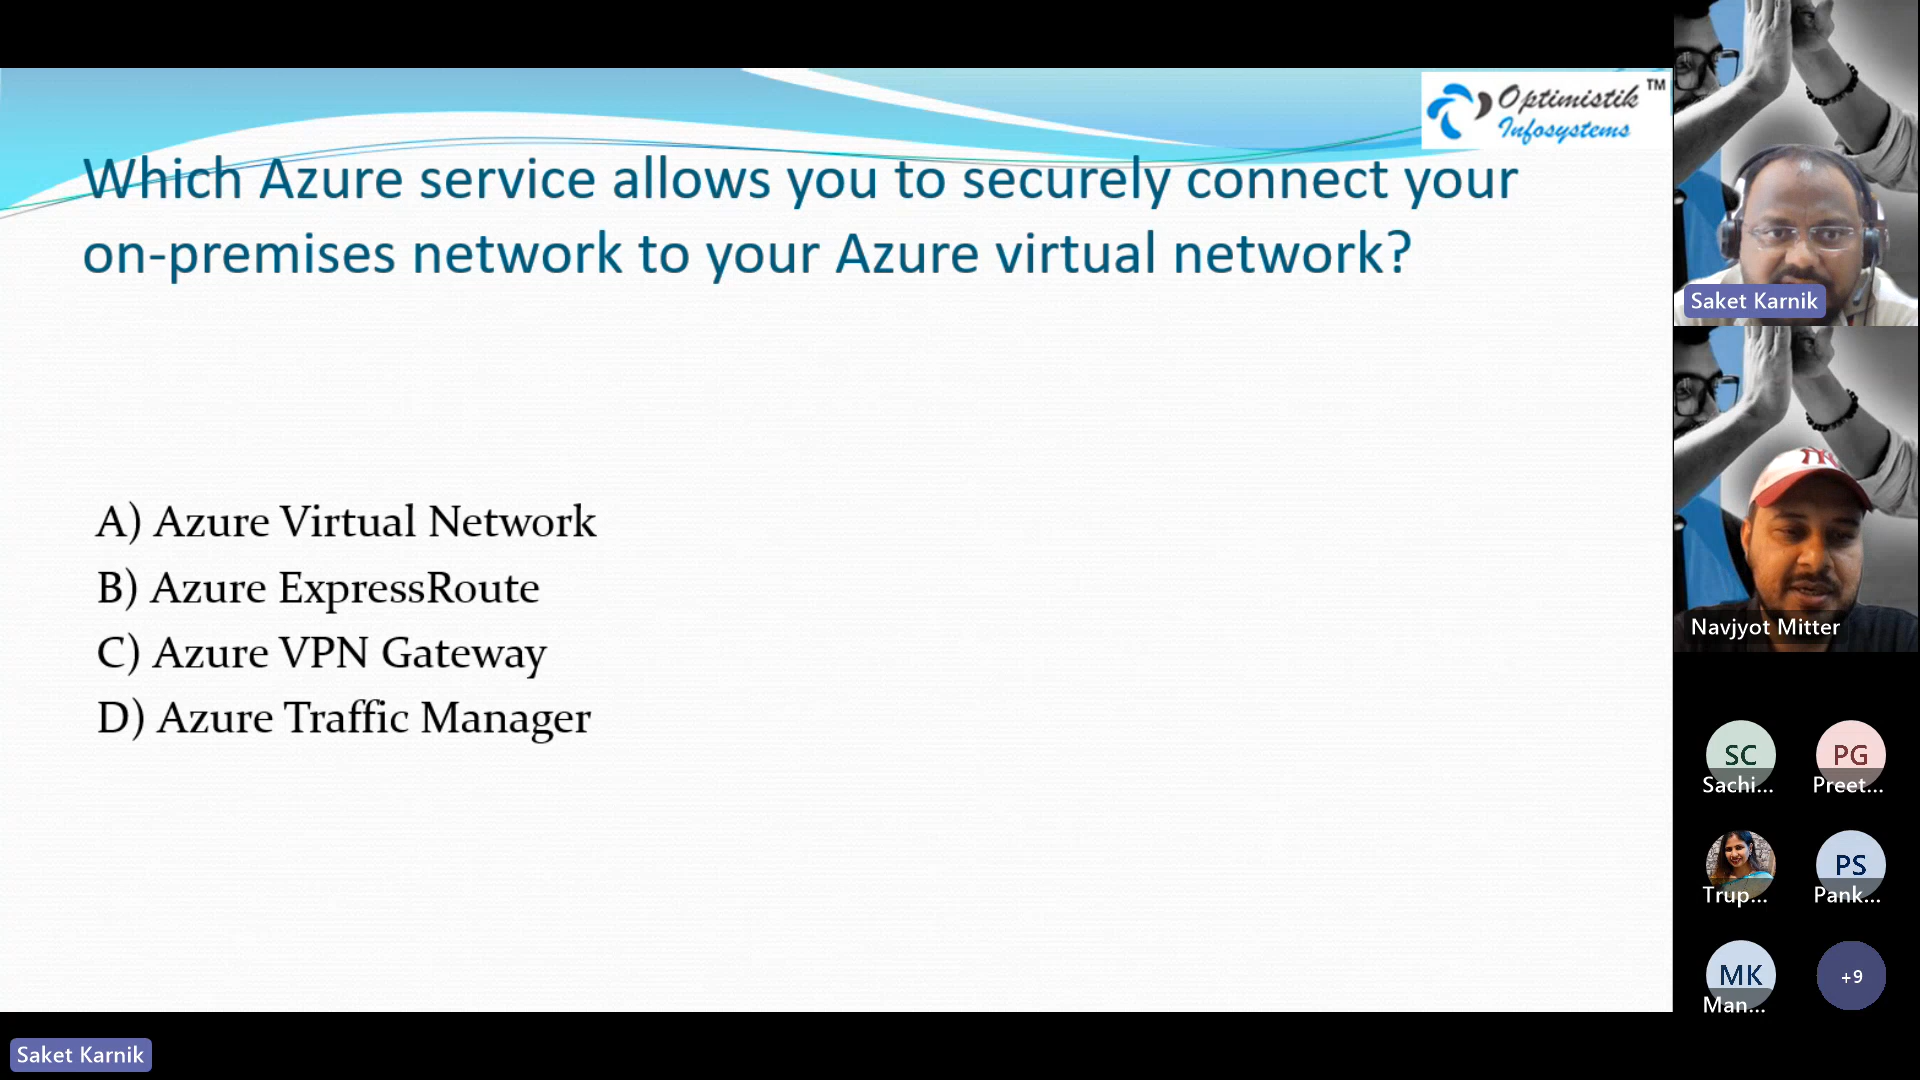 Optimistik TM
Infosystems
Which Azure service allows you to securely connect your
on-premises network to your Azure virtual network?
A) Azure Virtual Network
B) Azure ExpressRoute
C) Azure VPN Gateway
D) Azure Traffic Manager
Saket Karnik
Navjyot Mitter
SC
Sachi...
PG
Preet...
Trup...
PS
Pank...
MK
Man...
+9
Saket Karnik